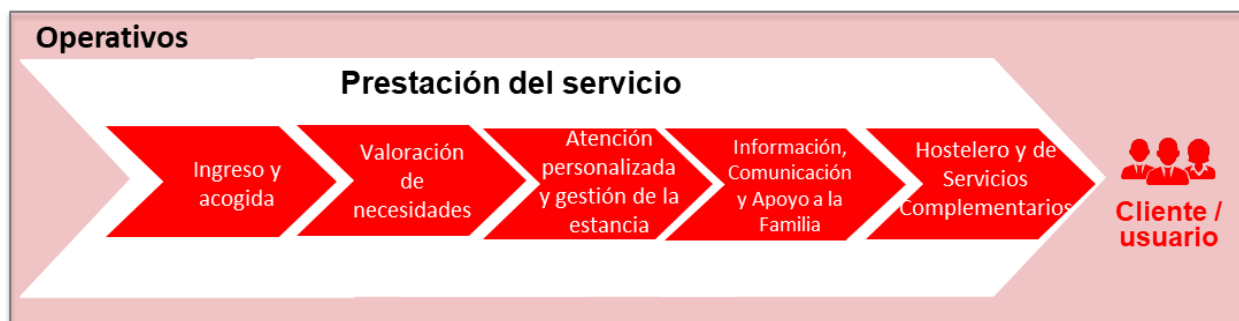 Operativos
Prestación del servicio
Ingreso y
acogida
Valoración
de
necesidades
Atención
personalizada
y gestión de la
estancia
Información,
Comunicación
y Apoyo a la
Familia
Hostelero y de
Servicios
Complementarios
Cliente /
usuario